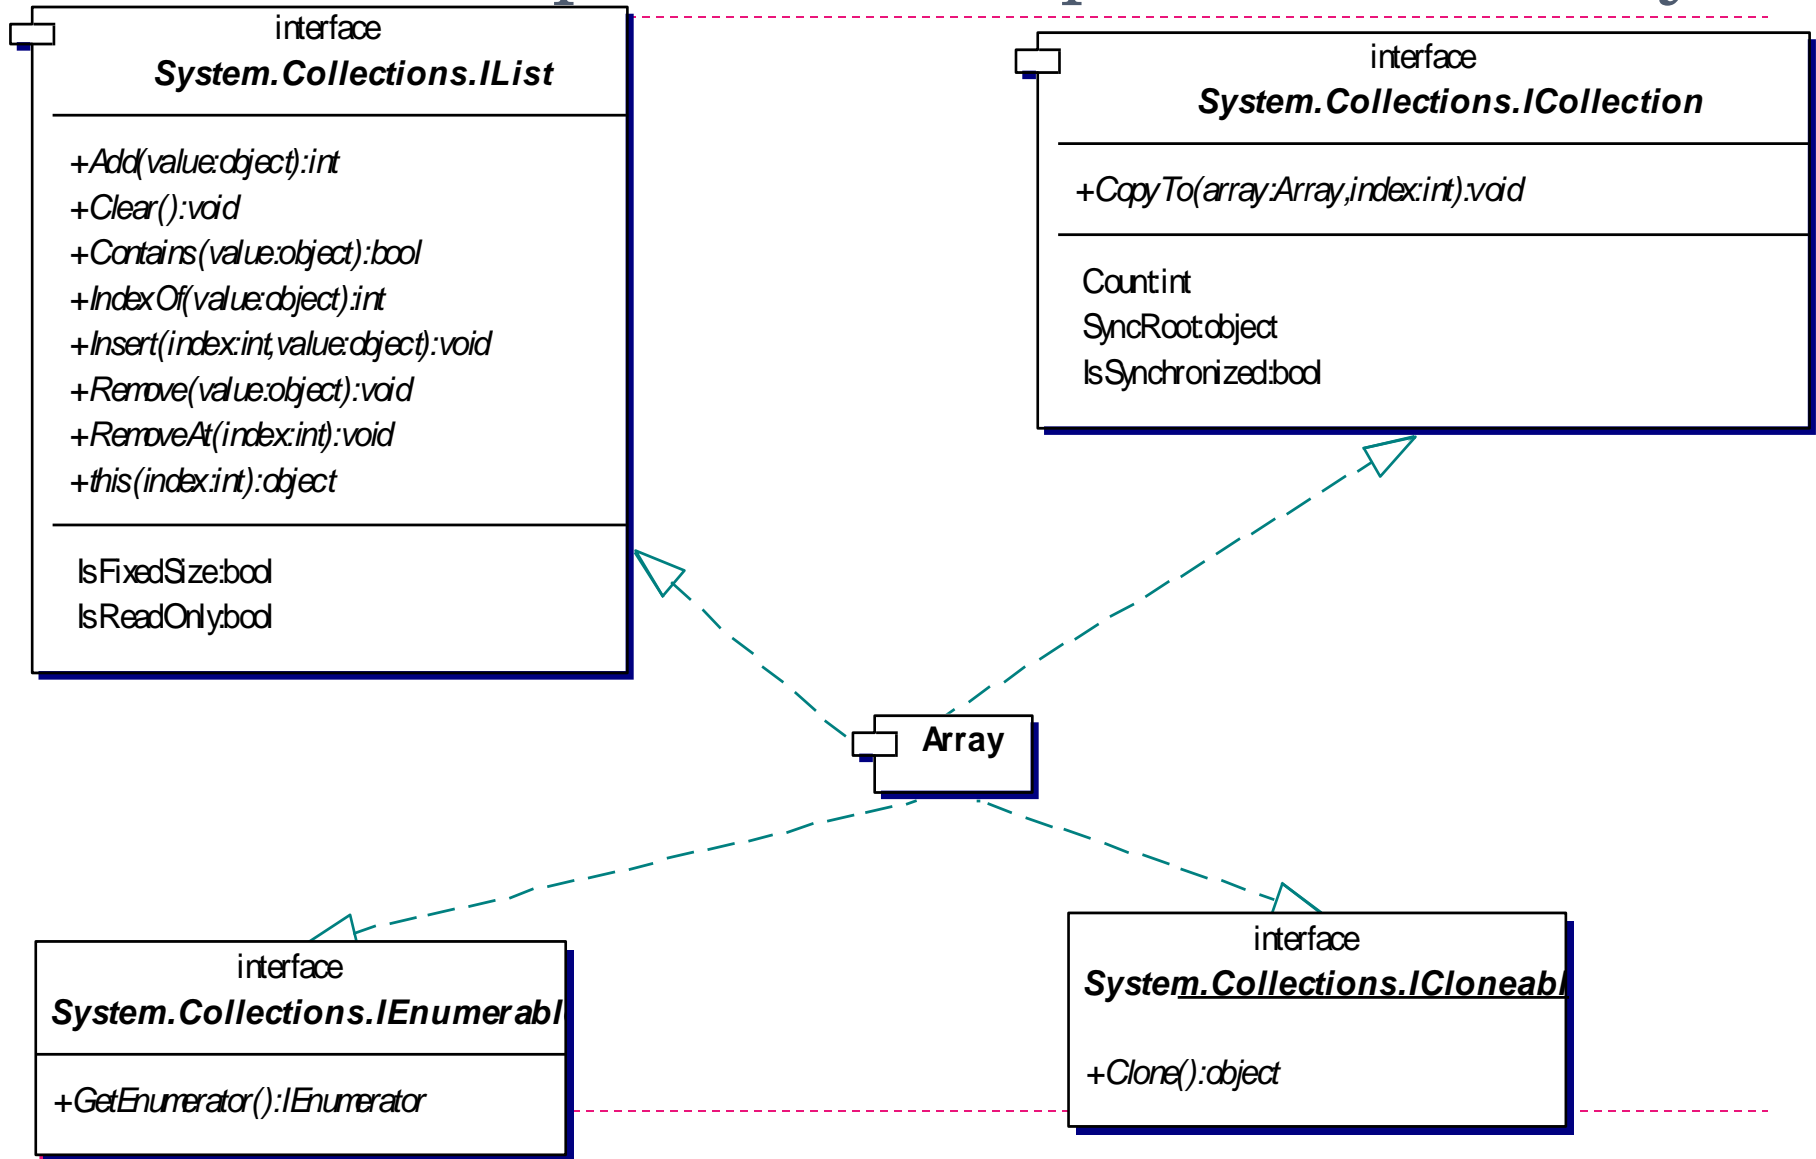 interface
System.Collections.IList
+Add(value:object):int
+Clear():void
+Contains(value:object):bool
+IndexOf(value:object):int
+Insert(index:int,value:object):void
+Remove(value:object):void
+RemoveAt(index:int):void
+this(index:int):object
IsFixedSize:bool
IsReadOnly:bool
interface
System.Collections.ICollection
+CopyTo(array:Array,index:int):void
Count:int
SyncRoot:object
IsSynchronized:bool
Array
interface
System.Collections.IEnumerabl
+GetEnumerator():IEnumerator
interface
System.Collections.ICloneabl
+Clone():object